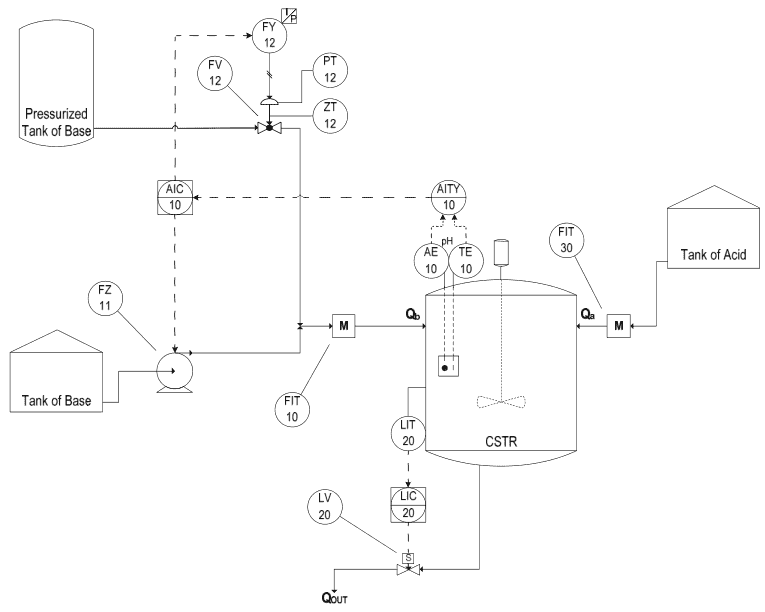 I
P
FY
12
FV
12
PT
12
ZT
12
Pressurized
Tank of Base
AIC
10
AITY
10
pH
AE
10
TE
10
FIT
30
Tank of Acid
FZ
11
M
Qb
Qa
M
Tank of Base
FIT
10
LIT
20
CSTR
LIC
20
LV
20
S
QOUT